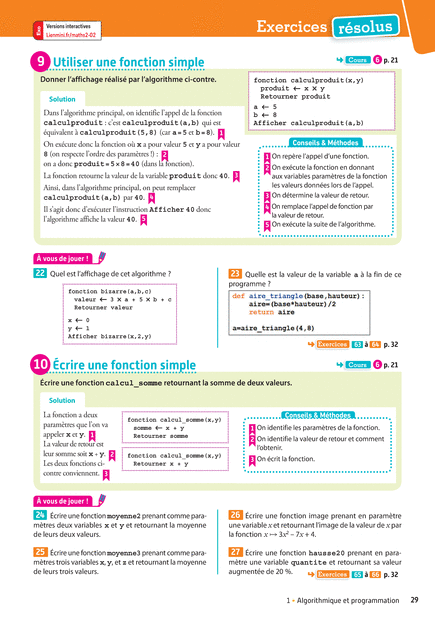 Exo
Versions interactives
Lienmini.fr/maths2-02
Exercices résolus
9 Utiliser une fonction simple
Cours 6 p. 21
Donner l'affichage réalisé par l'algorithme ci-contre.
Solution
Dans l'algorithme principal, on identifie l'appel de la fonction
calculproduit : c'est calculproduit(a,b) qui est
équivalent à calculproduit(5,8) (car a = 5 et b = 8). 1
On exécute donc la fonction où x a pour valeur 5 et y a pour valeur
8 (on respecte l'ordre des paramètres !) : 2
on a donc produit = 5 × 8 = 40 (dans la fonction).
La fonction retourne la valeur de la variable produit donc 40. 3
Ainsi, dans l'algorithme principal, on peut remplacer
calculproduit(a,b) par 40. 4
Il s'agit donc d'exécuter l'instruction Afficher 40 donc
l'algorithme affiche la valeur 40. 5
fonction calculproduit(x,y)
produit ← x × y
Retourner produit
a ← 5
b ← 8
Afficher calculproduit(a,b)
Conseils & Méthodes
1 On repère l'appel d'une fonction.
2 On exécute la fonction en donnant
aux variables paramètres de la fonction
les valeurs données lors de l'appel.
3 On détermine la valeur de retour.
4 On remplace l'appel de fonction par
la valeur de retour.
5 On exécute la suite de l'algorithme.
À vous de jouer !
22 Quel est l'affichage de cet algorithme ?
fonction bizarre(a,b,c)
valeur ← 3 × a + 5 × b + c
Retourner valeur
x ← 0
y ← 1
Afficher bizarre(x,2,y)
23 Quelle est la valeur de la variable a à la fin de ce
programme ?
def aire_triangle(base,hauteur):
aire=(base*hauteur)/2
return aire
a=aire_triangle(4,8)
Exercices 63 à 64 p. 32
10 Écrire une fonction simple
Cours 6 p. 21
Écrire une fonction calcul_somme retournant la somme de deux valeurs.
Solution
La fonction a deux
paramètres que l'on va
appeler x et y. 1
La valeur de retour est
leur somme soit x + y. 2
Les deux fonctions ci-
contre conviennent. 3
fonction calcul_somme(x,y)
somme ← x + y
Retourner somme
fonction calcul_somme(x,y)
Retourner x + y
Conseils & Méthodes
1 On identifie les paramètres de la fonction.
2 On identifie la valeur de retour et comment
l'obtenir.
3 On écrit la fonction.
À vous de jouer !
24 Écrire une fonction moyenne2 prenant comme para-
mètres deux variables x et y et retournant la moyenne
de leurs deux valeurs.
25 Écrire une fonction moyenne3 prenant comme para-
mètres trois variables x, y, et z et retournant la moyenne
de leurs trois valeurs.
26 Écrire une fonction image prenant en paramètre
une variable x et retournant l'image de la valeur de x par
la fonction x ↦ 3x² – 7x + 4.
27 Écrire une fonction hausse20 prenant en para-
mètre une variable quantite et retournant sa valeur
augmentée de 20 %.
Exercices 65 à 66 p. 32
1 • Algorithmique et programmation 29